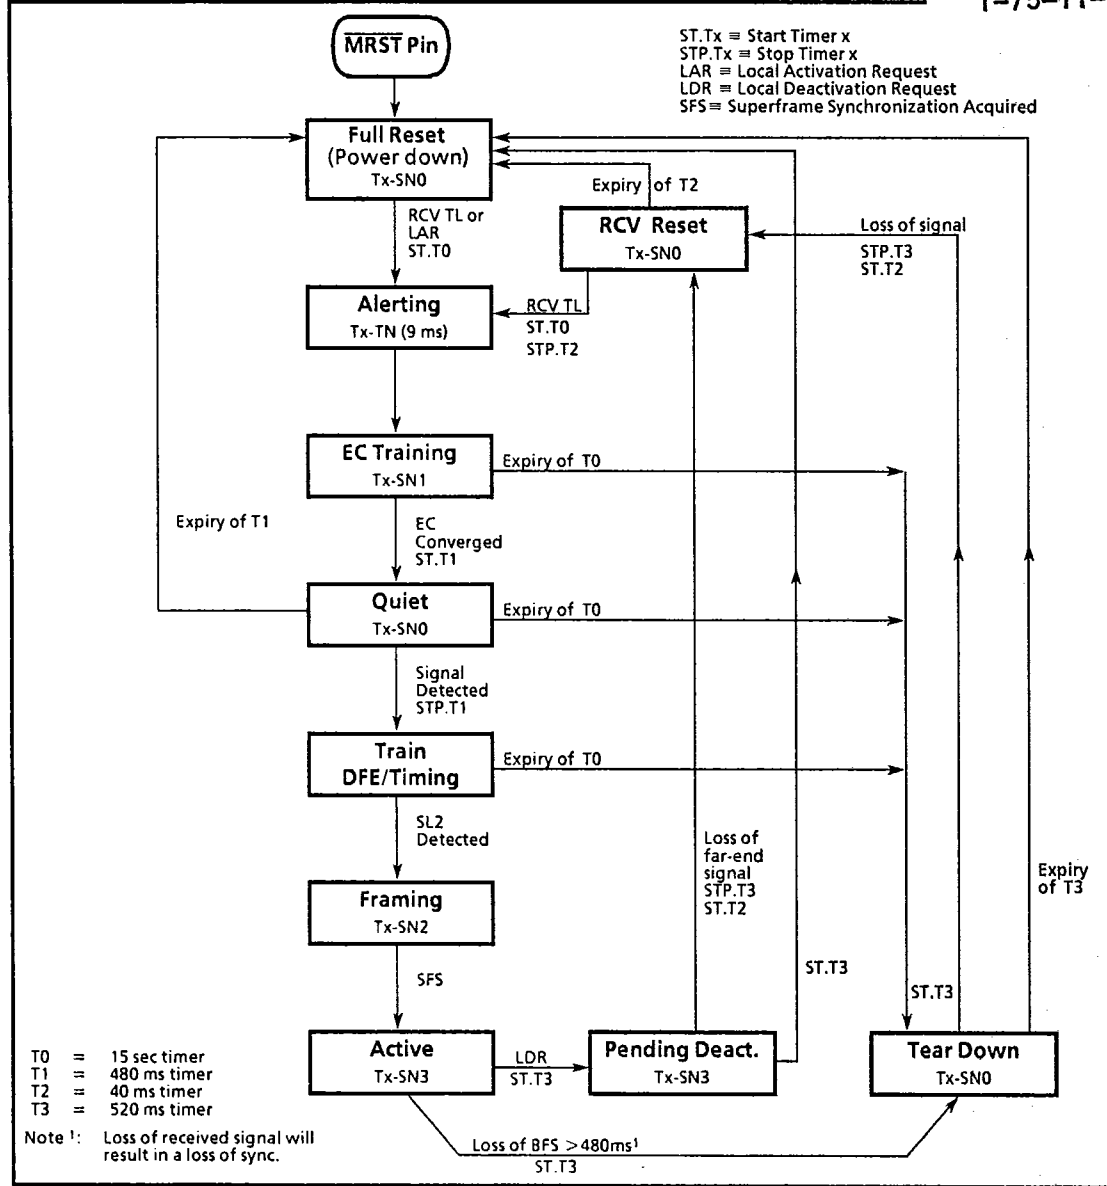 T-75-11-
MRST Pin
ST.Tx ≡ Start Timer x
STP.Tx ≡ Stop Timer x
LAR ≡ Local Activation Request
LDR ≡ Local Deactivation Request
SFS≡ Superframe Synchronization Acquired
Full Reset
(Power down)
Tx-SN0
Expiry of T2
RCV TL or
LAR
ST.T0
RCV Reset
Tx-SN0
Loss of signal
STP.T3
ST.T2
Alerting
Tx-TN (9 ms)
RCV TL
ST.T0
STP.T2
EC Training
Tx-SN1
Expiry of T0
Expiry of T1
EC
Converged
ST.T1
Quiet
Tx-SN0
Expiry of T0
Signal
Detected
STP.T1
Train
DFE/Timing
Expiry of T0
SL2
Detected
Loss of
far-end
signal
STP.T3
ST.T2
Expiry
of T3
Framing
Tx-SN2
SFS
ST.T3
ST.T3
Active
Tx-SN3
LDR
ST.T3
Pending Deact.
Tx-SN3
Tear Down
Tx-SN0
T0 = 15 sec timer
T1 = 480 ms timer
T2 = 40 ms timer
T3 = 520 ms timer
Note ¹: Loss of received signal will
result in a loss of sync.
Loss of BFS >480ms¹
ST.T3